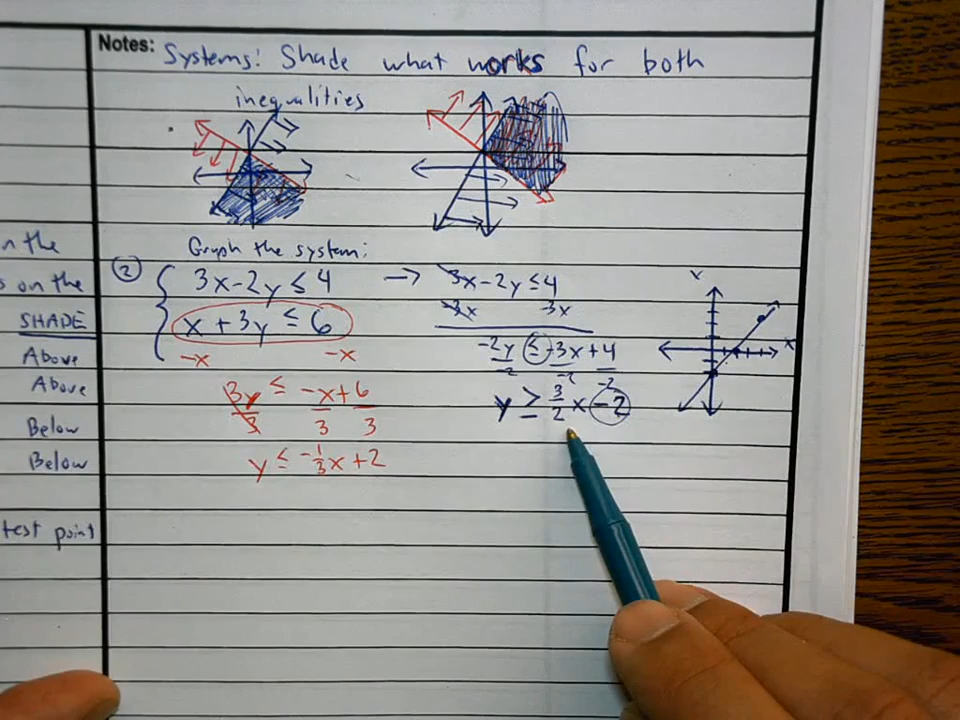 Notes: Systems: Shade what works for both
inequalities
Graph the system:
② { 3x-2y ≤ 4 → 3x-2y ≤ 4
-3x -3x
x + 3y ≤ 6
-x -x
-2y ≤ -3x+4
-2 -2 -2
3y ≤ -x+6
3 3 3
y ≥ 3/2 x -2
y ≤ -1/3 x +2
n the
s on the
SHADE
Above
Above
Below
Below
test point
x